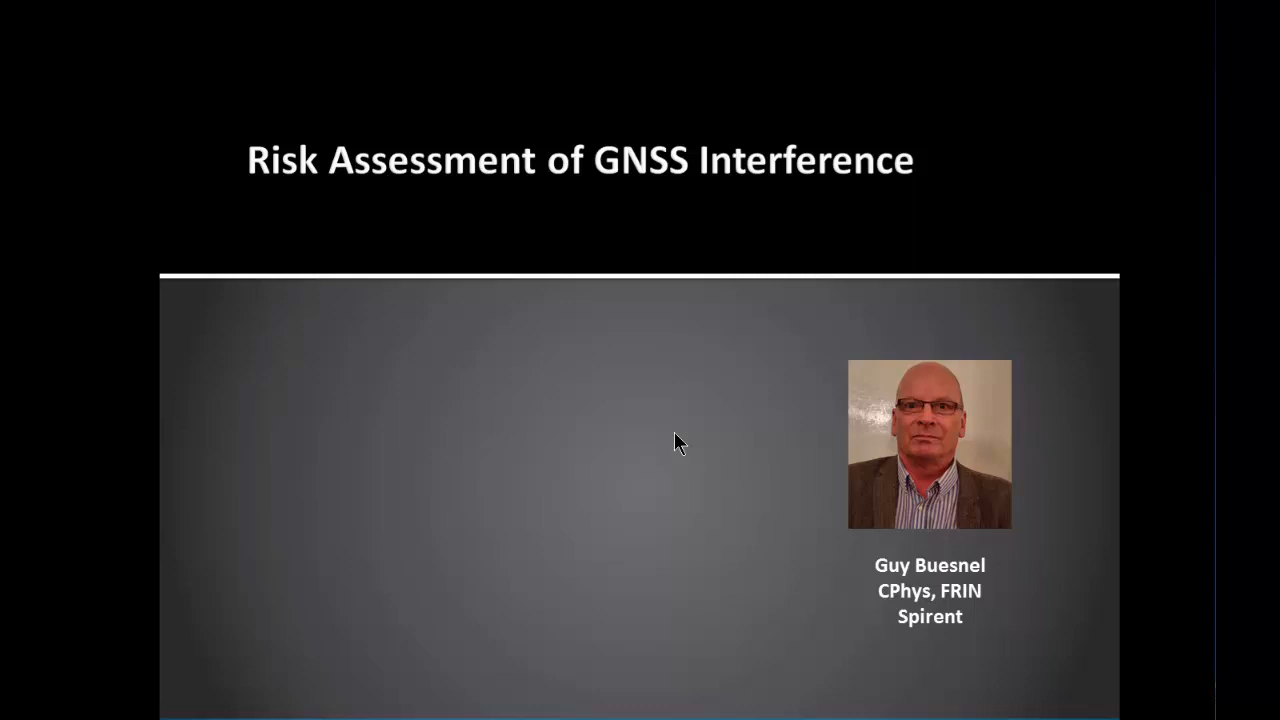 Risk Assessment of GNSS Interference
Guy Buesnel
CPhys, FRIN
Spirent